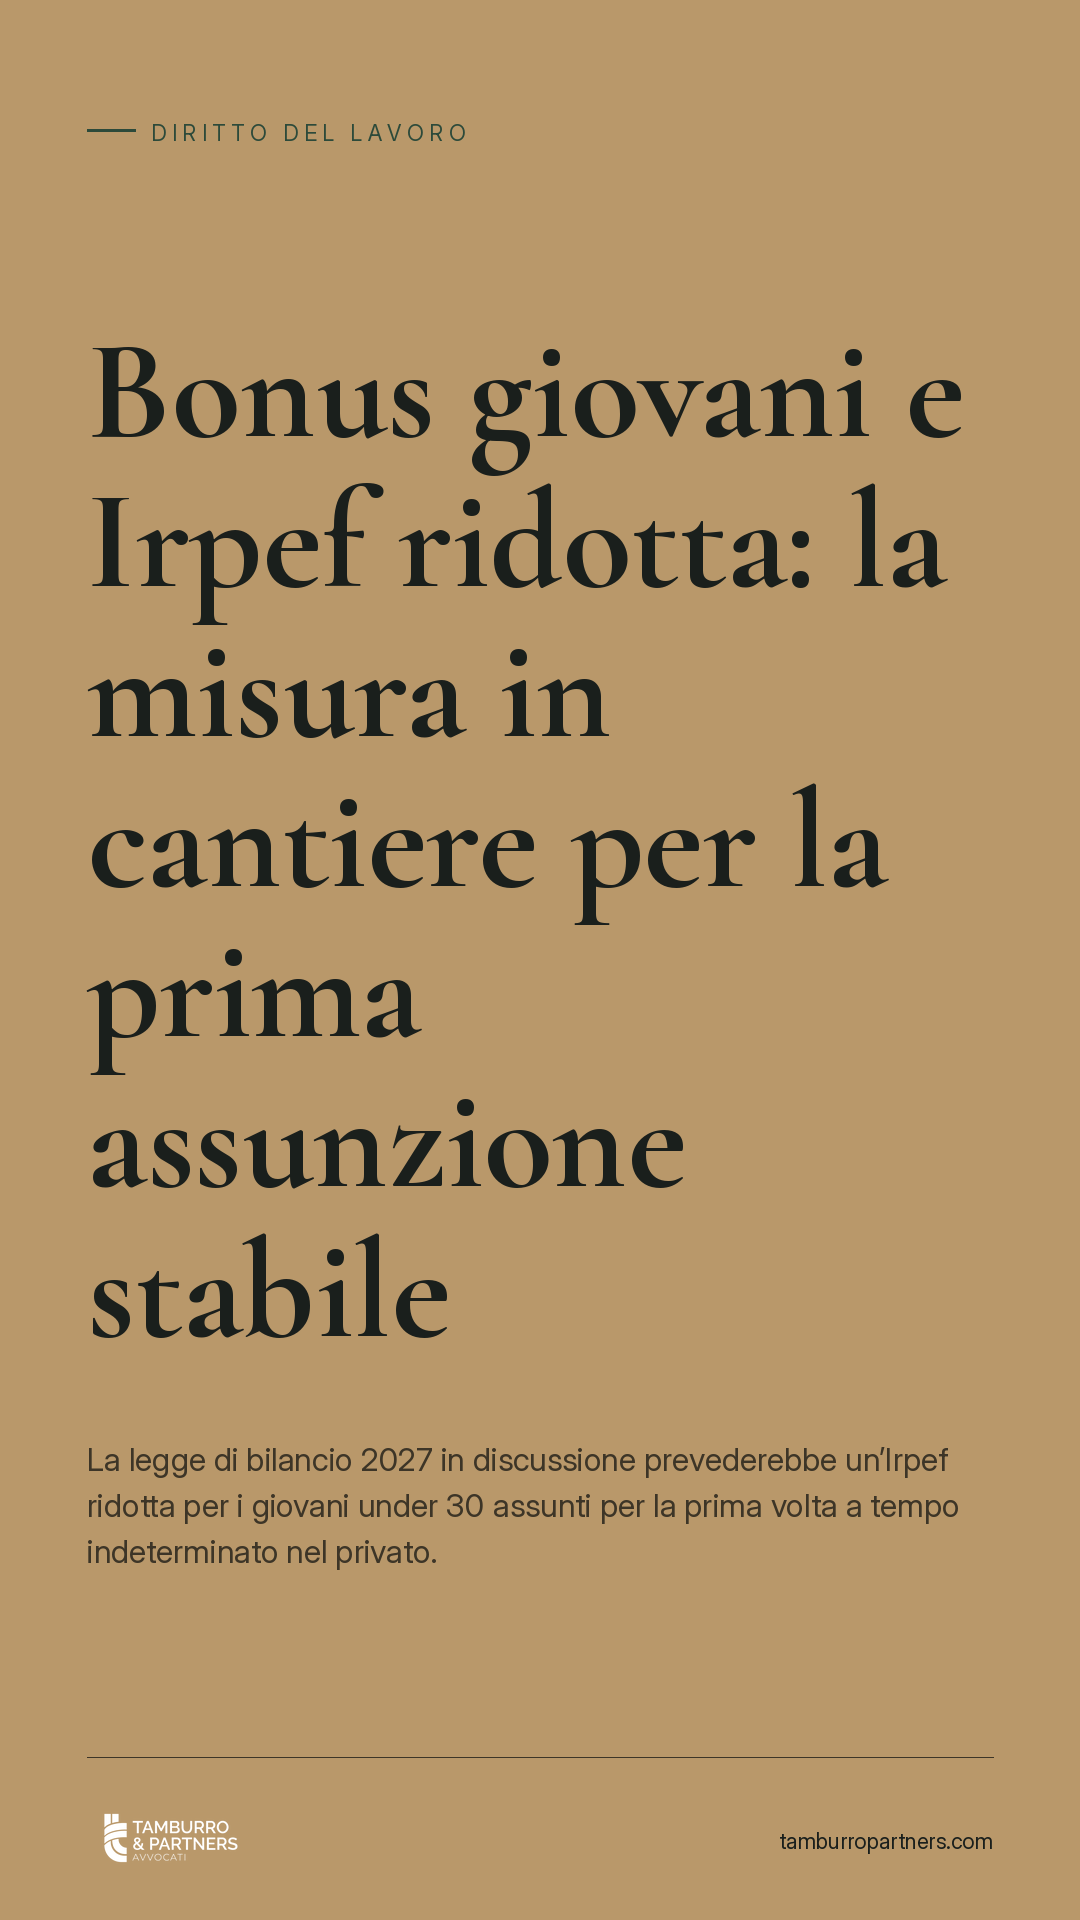 DIRITTO DEL LAVORO
Bonus giovani e
Irpef ridotta: la
misura in
cantiere per la
prima
assunzione
stabile
La legge di bilancio 2027 in discussione prevederebbe un’Irpef
ridotta per i giovani under 30 assunti per la prima volta a tempo
indeterminato nel privato.
TAMBURRO
& PARTNERS
AVVOCATI
tamburropartners.com